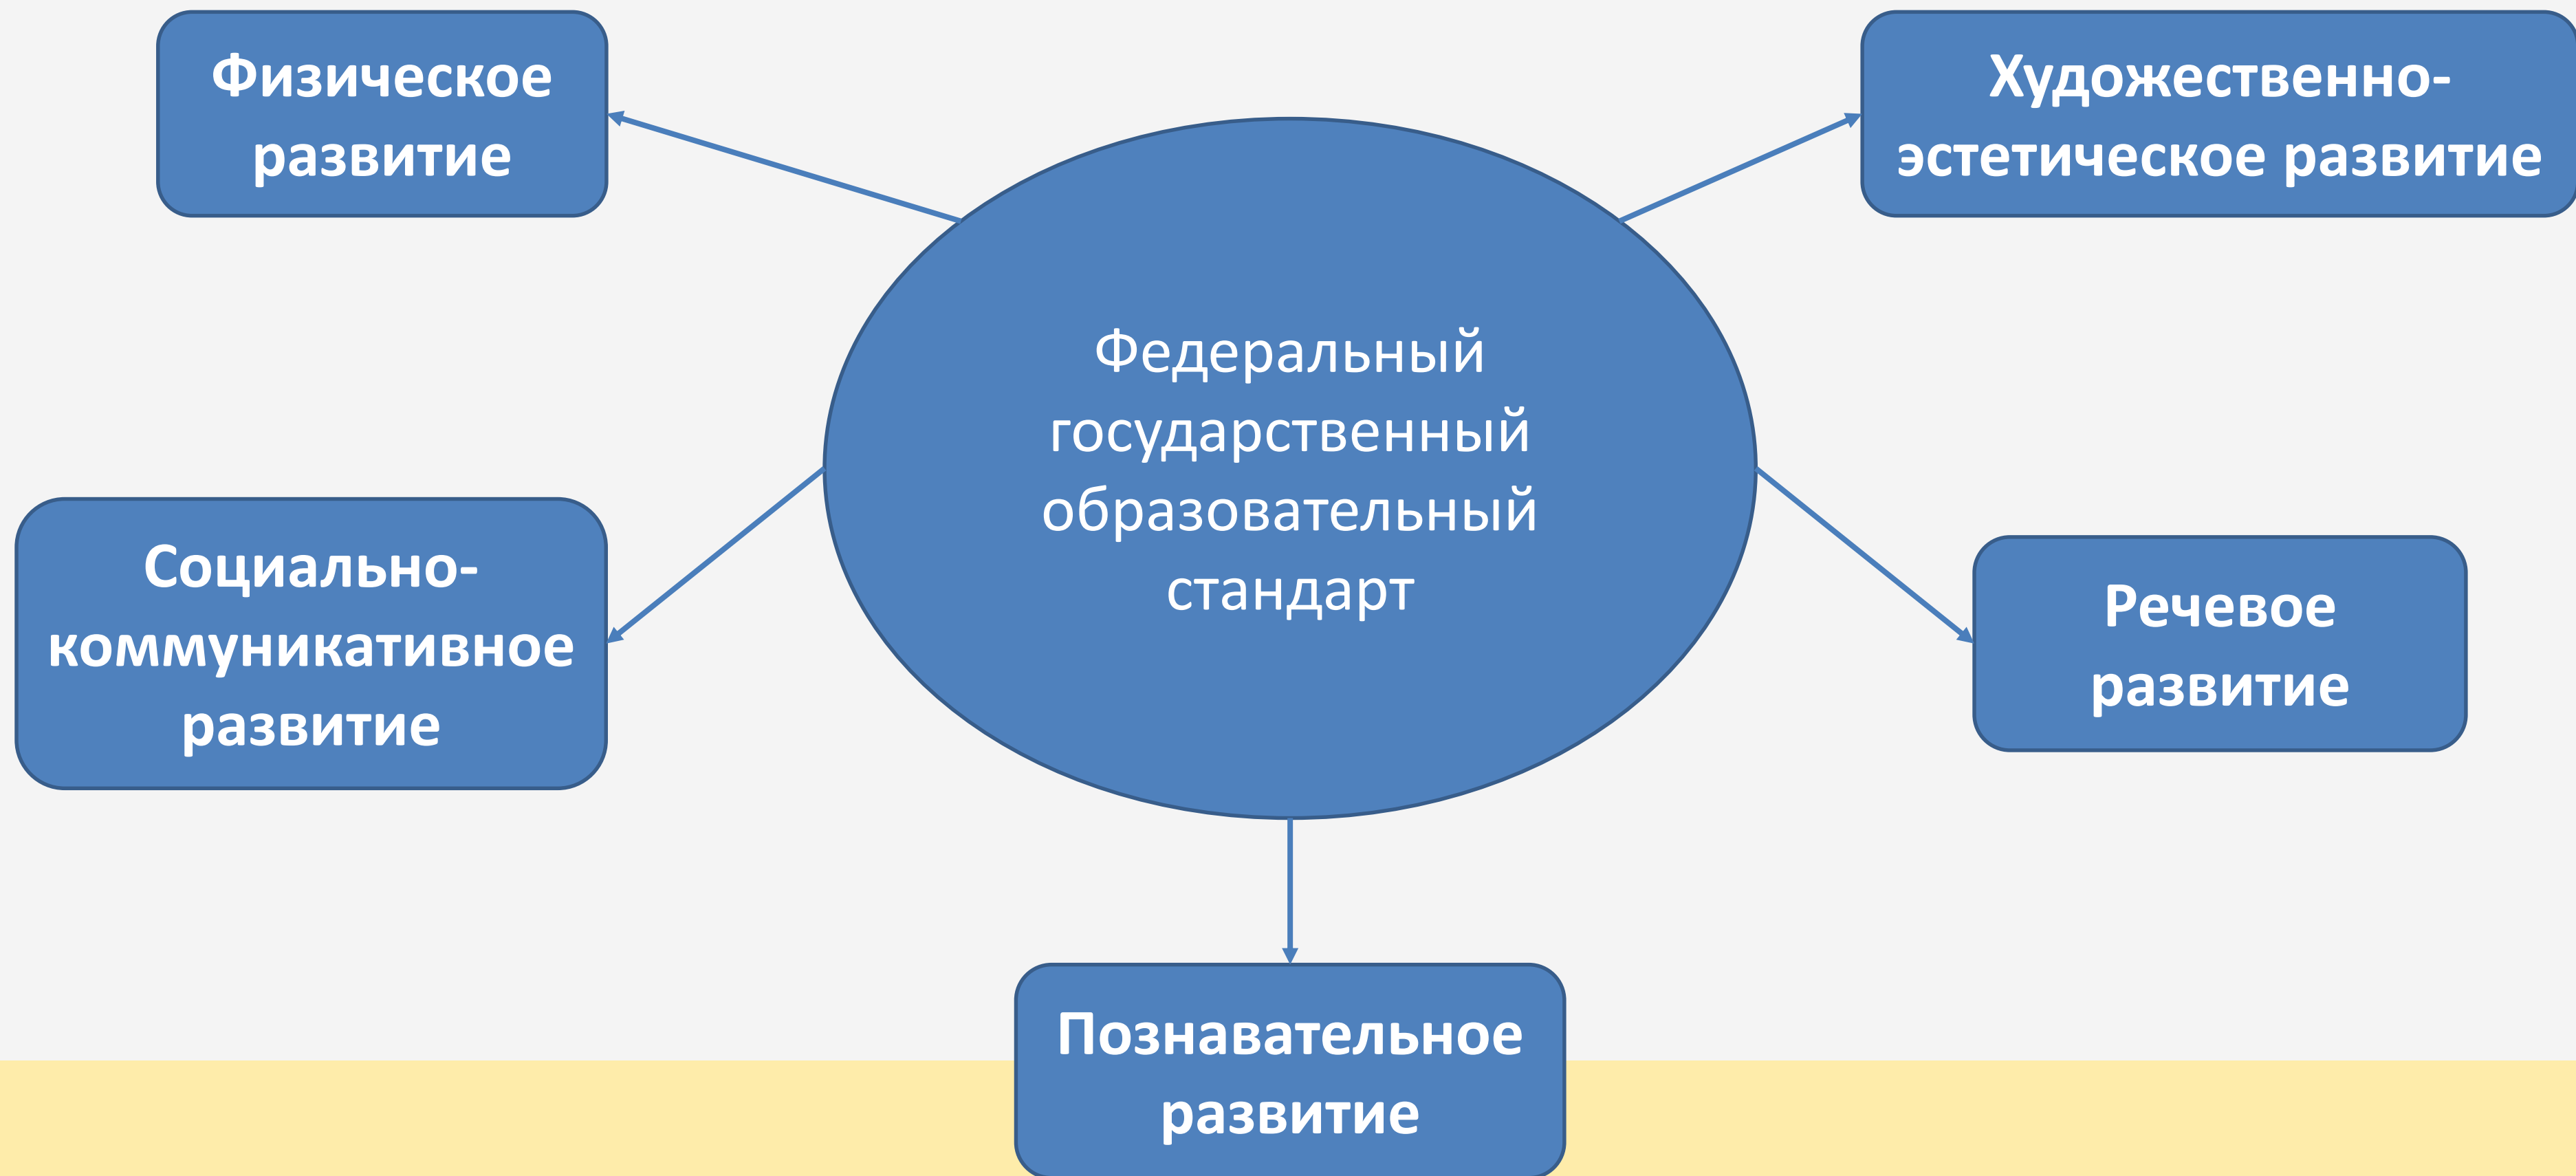 Физическое
развитие
Художественно-
эстетическое развитие
Федеральный
государственный
образовательный
стандарт
Социально-
коммуникативное
развитие
Речевое
развитие
Познавательное
развитие